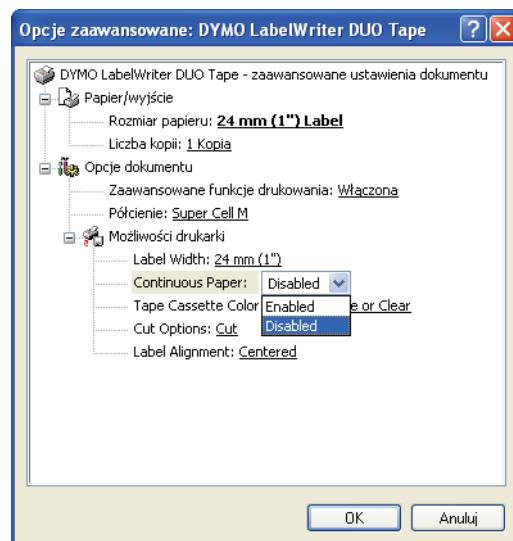 Opcje zaawansowane: DYMO LabelWriter DUO Tape
DYMO LabelWriter DUO Tape - zaawansowane ustawienia dokumentu
Papier/wyjście
Rozmiar papieru: 24 mm (1") Label
Liczba kopii: 1 Kopia
Opcje dokumentu
Zaawansowane funkcje drukowania: Włączona
Półcienie: Super Cell M
Możliwości drukarki
Label Width: 24 mm (1")
Continuous Paper: Disabled
Tape Cassette Color Enabled e or Clear
Cut Options: Cut Disabled
Label Alignment: Centered
OK Anuluj